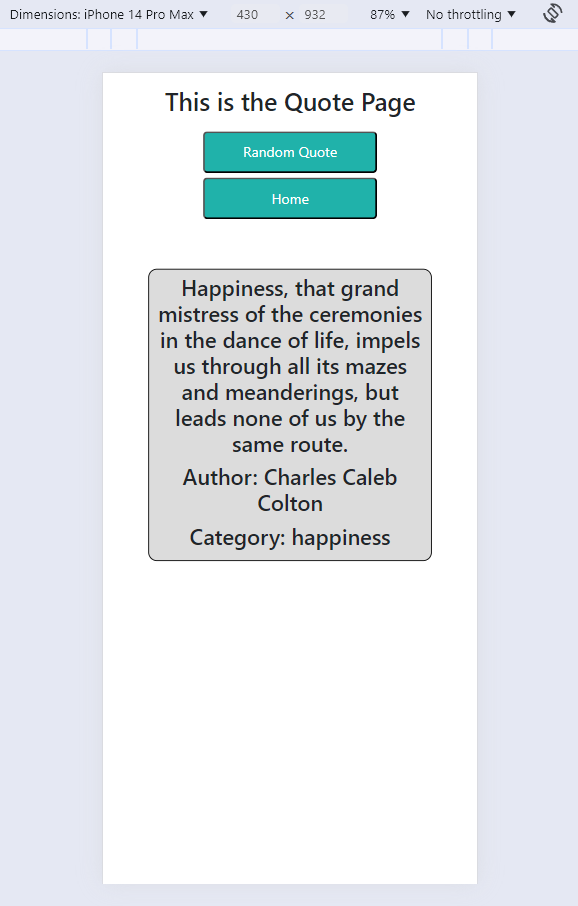 Dimensions: iPhone 14 Pro Max ▼ 430 × 932 87% ▼ No throttling ▼
This is the Quote Page
Random Quote
Home
Happiness, that grand
mistress of the ceremonies
in the dance of life, impels
us through all its mazes
and meanderings, but
leads none of us by the
same route.
Author: Charles Caleb
Colton
Category: happiness